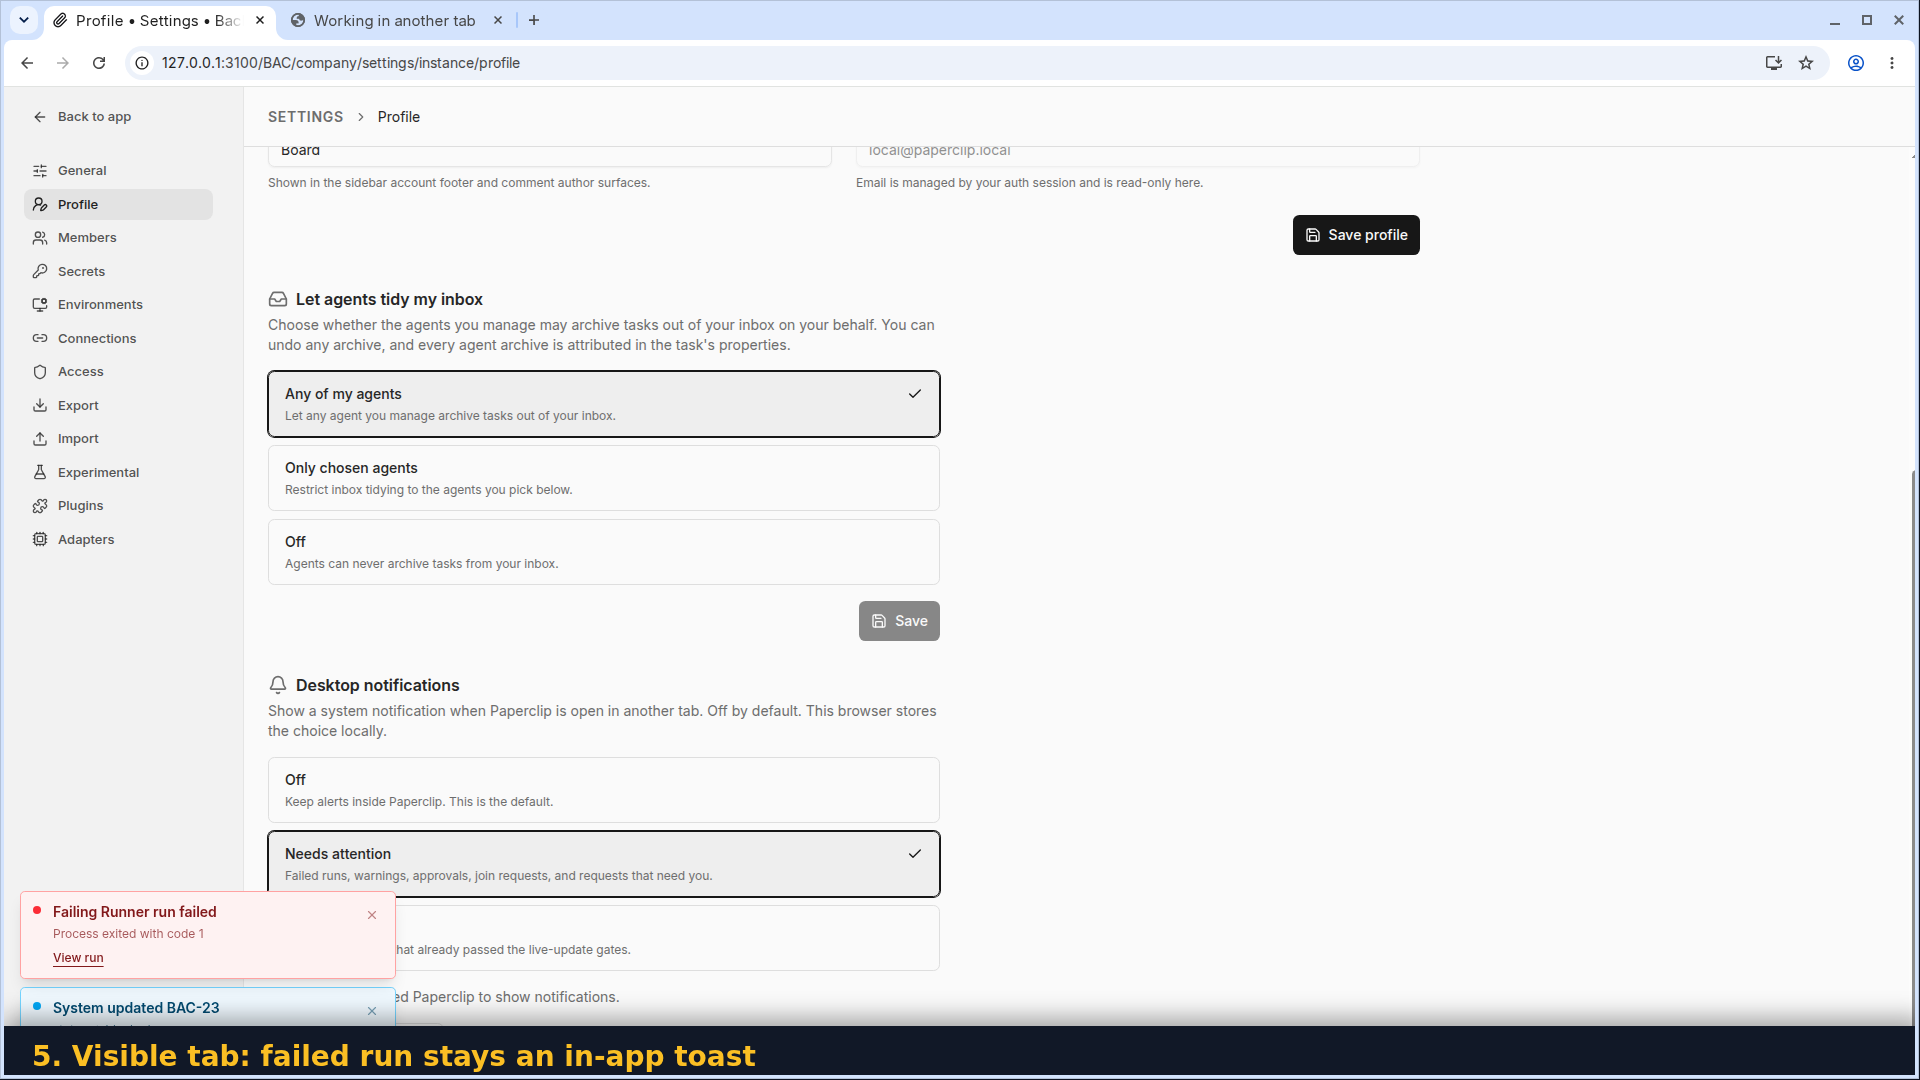 Profile • Settings • Bac
Working in another tab
127.0.0.1:3100/BAC/company/settings/instance/profile
Back to app
SETTINGS > Profile
General
Profile
Members
Secrets
Environments
Connections
Access
Export
Import
Experimental
Plugins
Adapters
Board
local@paperclip.local
Shown in the sidebar account footer and comment author surfaces.
Email is managed by your auth session and is read-only here.
Save profile
Let agents tidy my inbox
Choose whether the agents you manage may archive tasks out of your inbox on your behalf. You can
undo any archive, and every agent archive is attributed in the task's properties.
Any of my agents
Let any agent you manage archive tasks out of your inbox.
Only chosen agents
Restrict inbox tidying to the agents you pick below.
Off
Agents can never archive tasks from your inbox.
Save
Desktop notifications
Show a system notification when Paperclip is open in another tab. Off by default. This browser stores
the choice locally.
Off
Keep alerts inside Paperclip. This is the default.
Needs attention
Failed runs, warnings, approvals, join requests, and requests that need you.
hat already passed the live-update gates.
ed Paperclip to show notifications.
Failing Runner run failed
Process exited with code 1
View run
System updated BAC-23
5. Visible tab: failed run stays an in-app toast